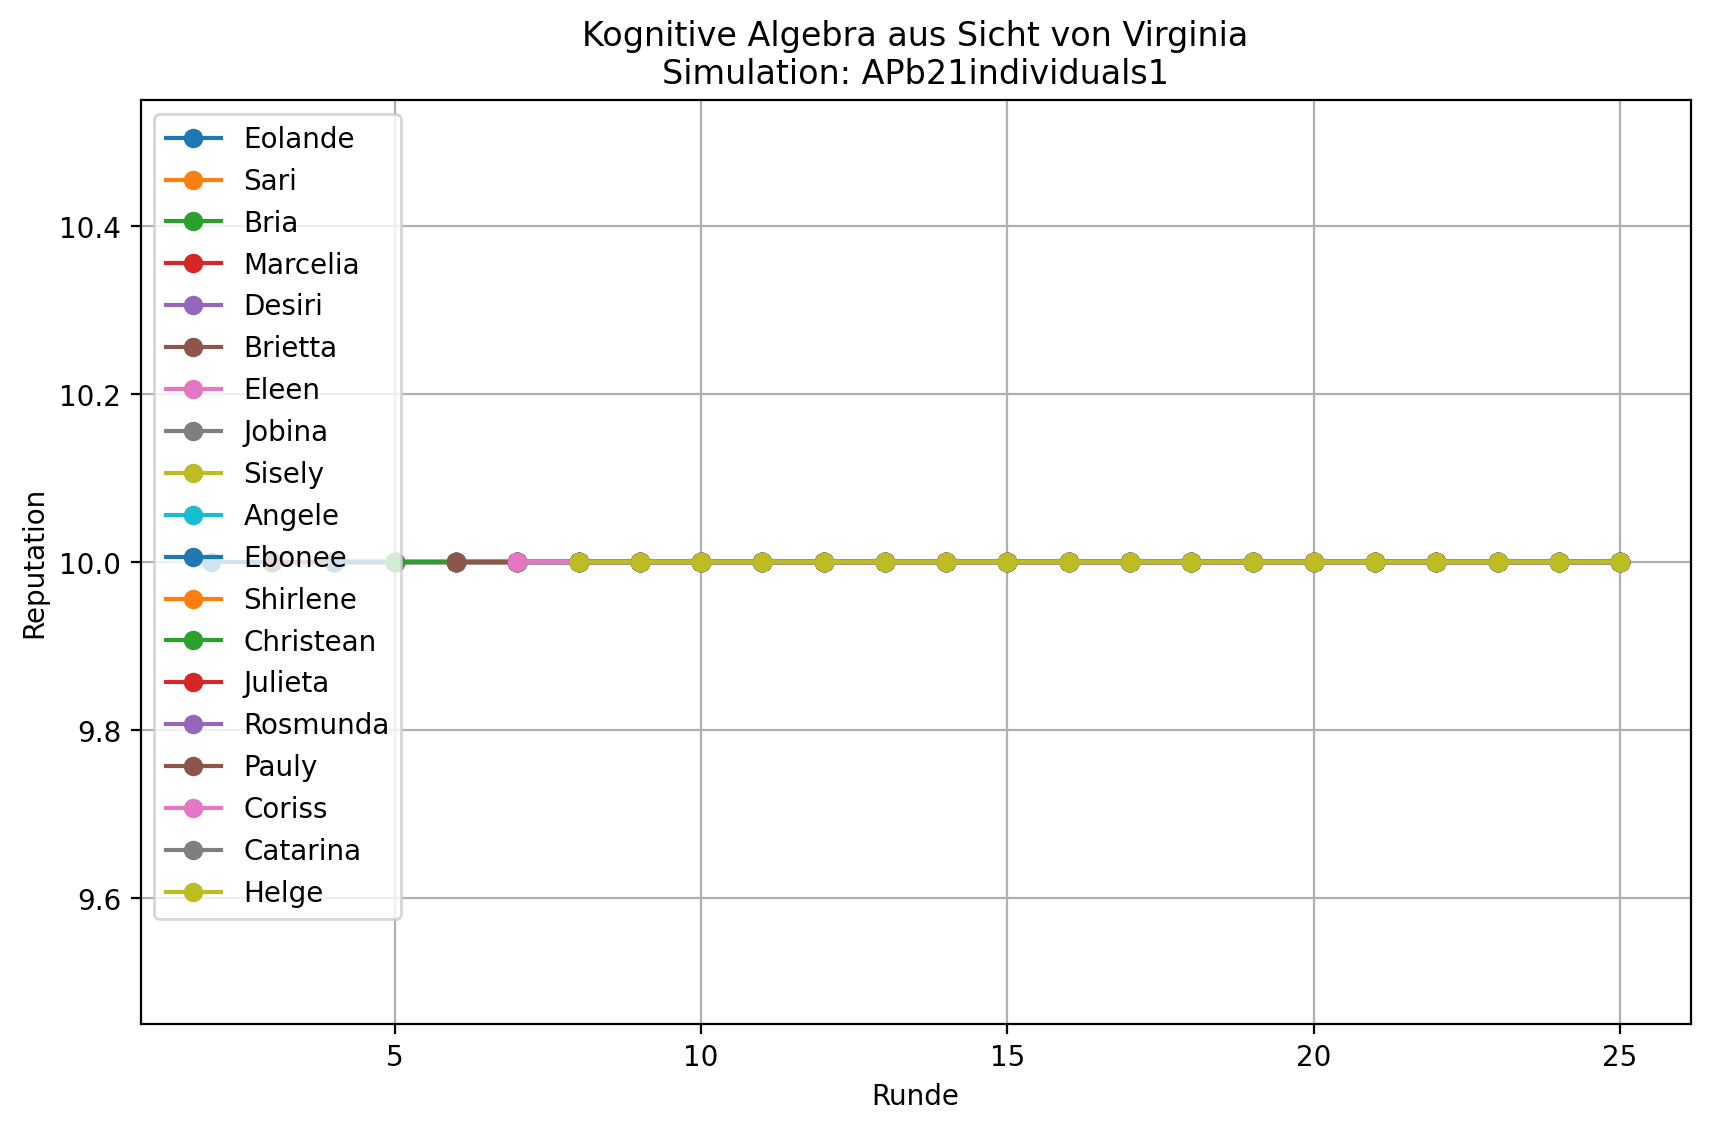 Kognitive Algebra aus Sicht von Virginia
Simulation: APb21individuals1
Eolande
Sari
Bria
Marcelia
Desiri
Brietta
Eleen
Jobina
Sisely
Angele
Ebonee
Shirlene
Christean
Julieta
Rosmunda
Pauly
Coriss
Catarina
Helge
Reputation
10.4
10.2
10.0
9.8
9.6
5
10
15
20
25
Runde